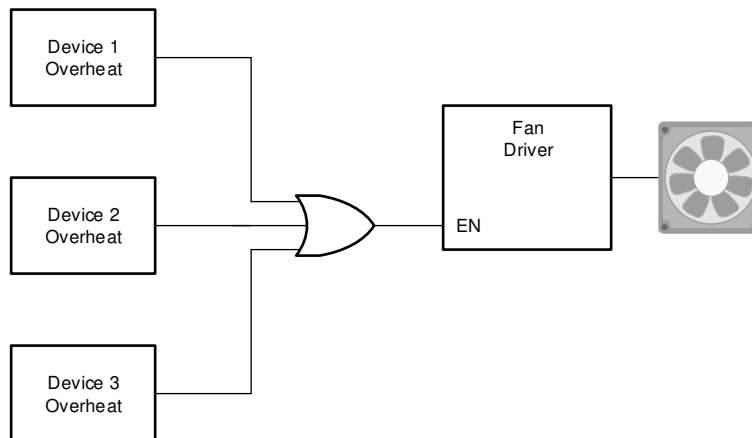 Device 1
Overheat
Device 2
Overheat
Device 3
Overheat
Fan
Driver
EN